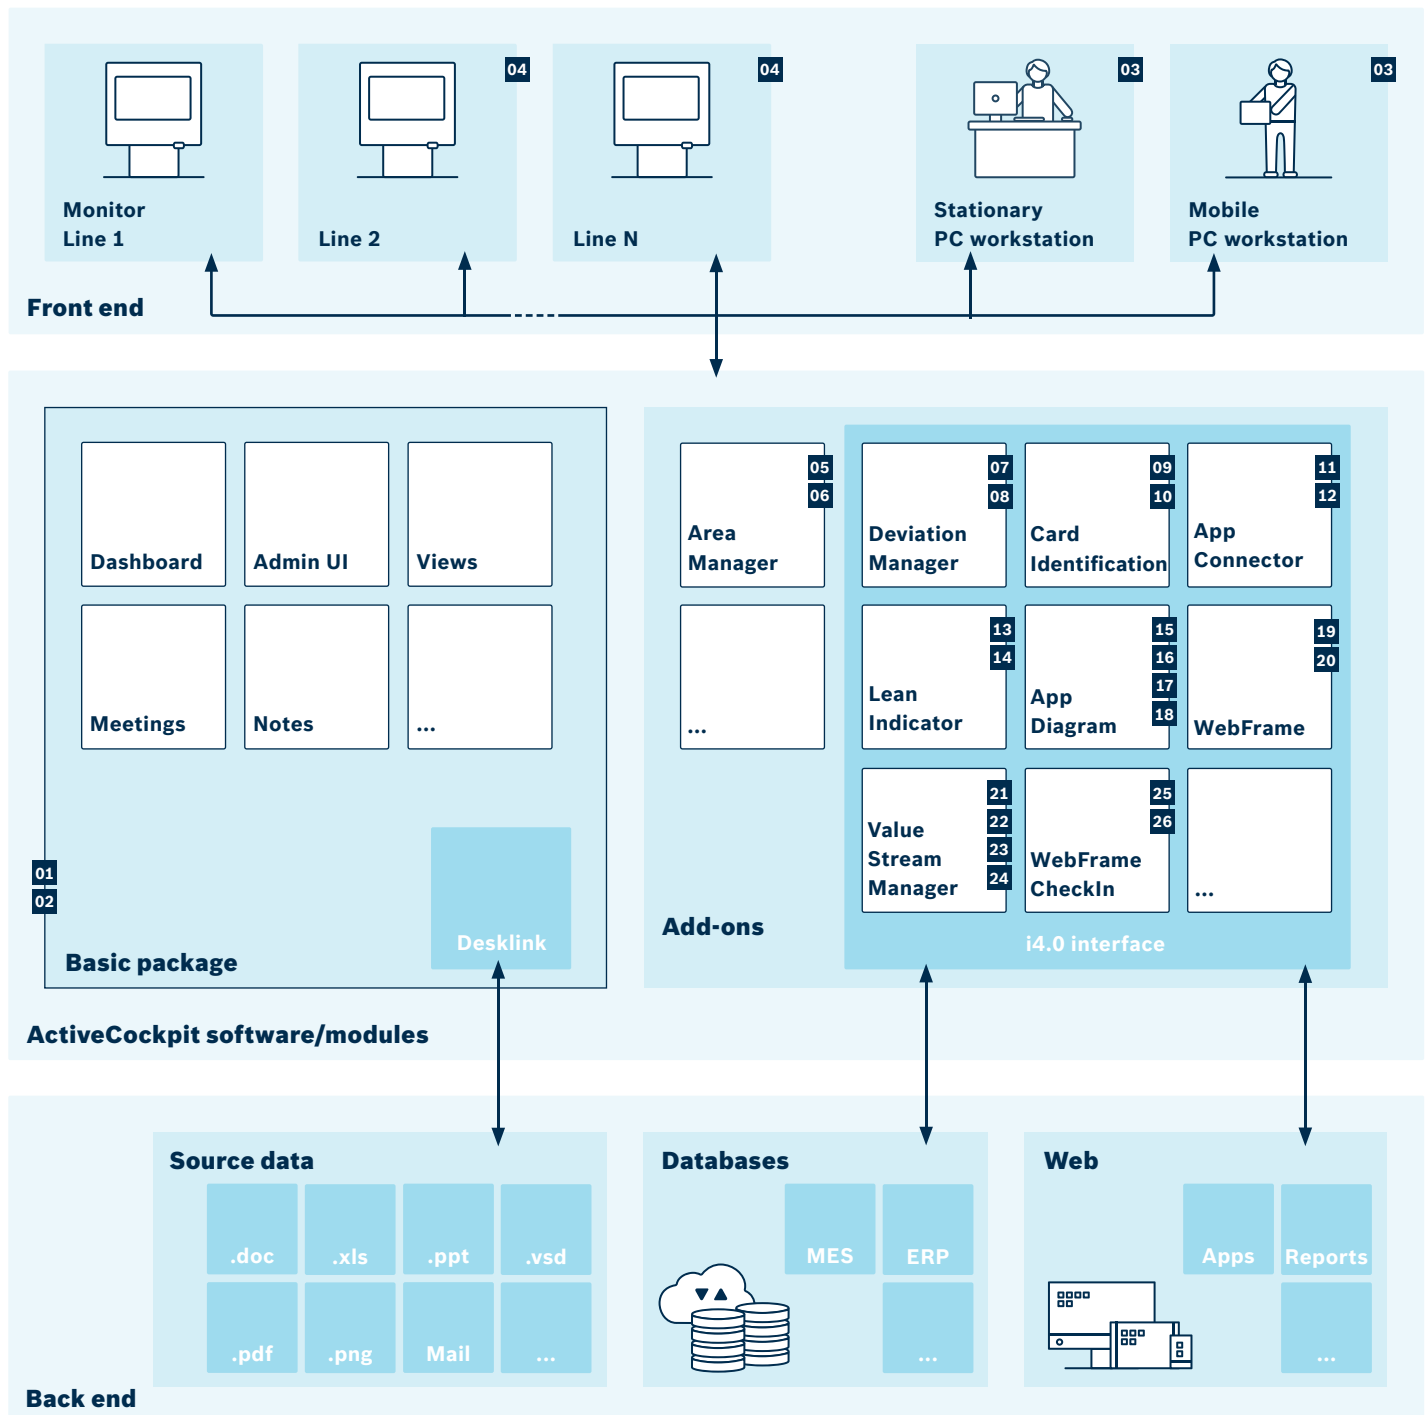 04
04
03
03
Monitor
Line 1
Line 2
Line N
Stationary
PC workstation
Mobile
PC workstation
Front end
Dashboard
Admin UI
Views
Meetings
Notes
...
01
02
Desklink
Basic package
05
06
Area
Manager
...
07
08
Deviation
Manager
09
10
Card
Identification
11
12
App
Connector
13
14
Lean
Indicator
15
16
17
18
App
Diagram
19
20
WebFrame
21
22
23
24
Value
Stream
Manager
25
26
WebFrame
CheckIn
...
Add-ons
i4.0 interface
ActiveCockpit software/modules
Source data
.doc
.xls
.ppt
.vsd
.pdf
.png
Mail
...
Databases
MES
ERP
...
Web
Apps
Reports
...
Back end